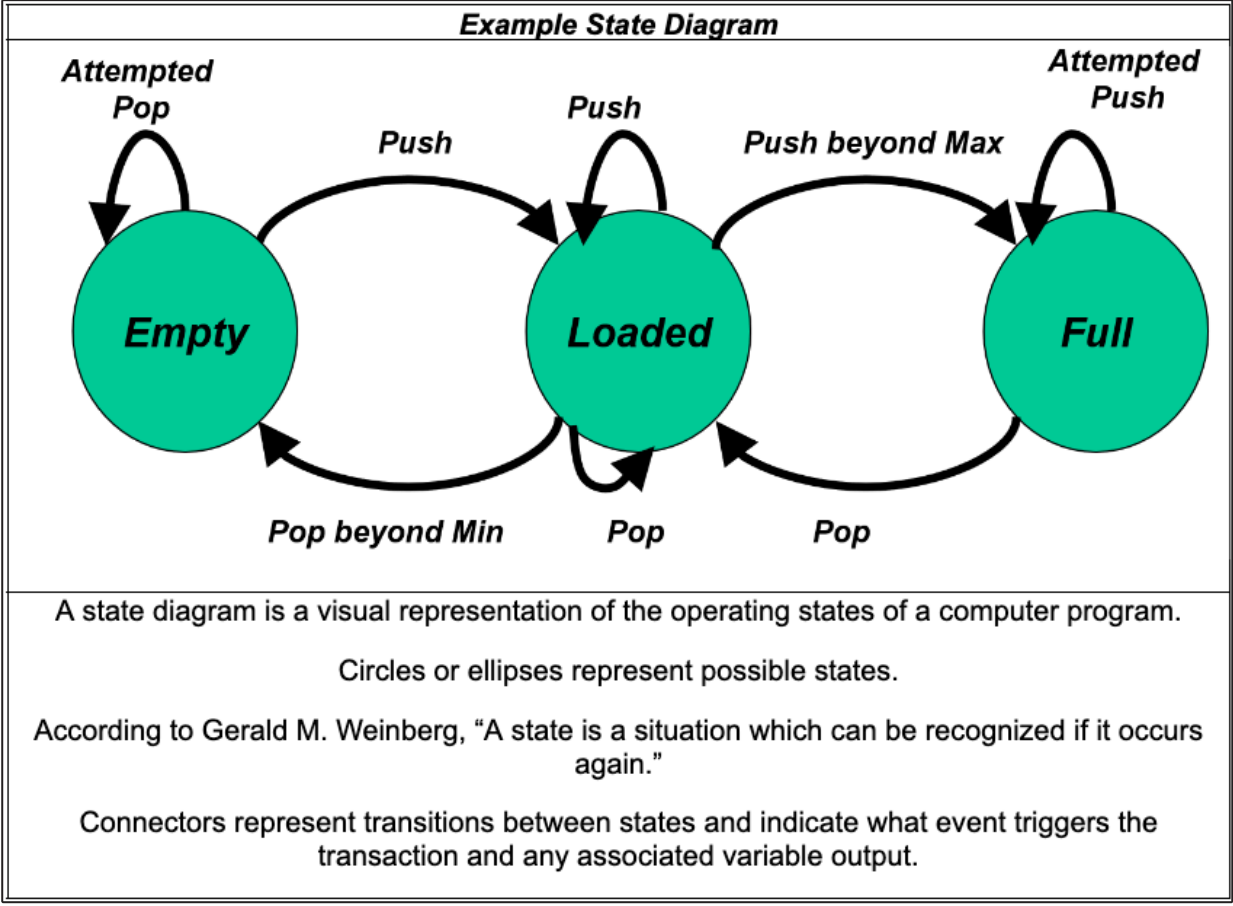 Example State Diagram
Attempted
Pop
Push
Push
Push beyond Max
Attempted
Push
Empty
Loaded
Full
Pop beyond Min
Pop
Pop
A state diagram is a visual representation of the operating states of a computer program.
Circles or ellipses represent possible states.
According to Gerald M. Weinberg, “A state is a situation which can be recognized if it occurs
again.”
Connectors represent transitions between states and indicate what event triggers the
transaction and any associated variable output.